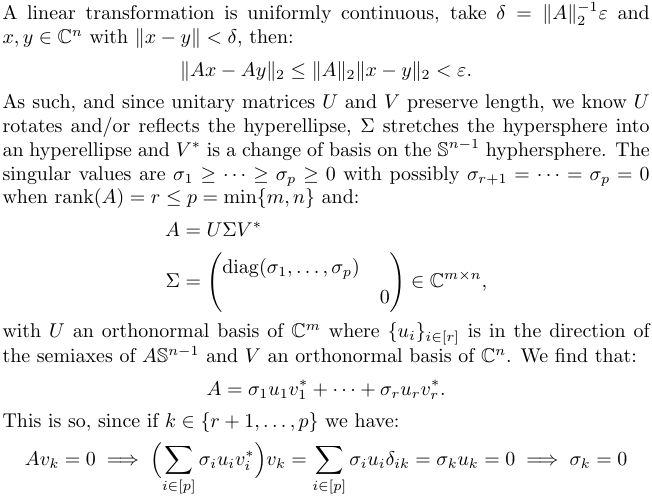 A linear transformation is uniformly continuous, take δ = ‖A‖₂⁻¹ε and
x, y ∈ ℂⁿ with ‖x − y‖ < δ, then:
‖Ax − Ay‖₂ ≤ ‖A‖₂‖x − y‖₂ < ε.
As such, and since unitary matrices U and V preserve length, we know U
rotates and/or reflects the hyperellipse, Σ stretches the hypersphere into
an hyperellipse and V* is a change of basis on the 𝕊ⁿ⁻¹ hyphersphere. The
singular values are σ₁ ≥ ⋯ ≥ σₚ ≥ 0 with possibly σᵣ₊₁ = ⋯ = σₚ = 0
when rank(A) = r ≤ p = min{m, n} and:
A = UΣV*
Σ = (diag(σ₁, …, σₚ) 0) ∈ ℂᵐˣⁿ,
with U an orthonormal basis of ℂᵐ where {uᵢ}_{i∈[r]} is in the direction of
the semiaxes of A𝕊ⁿ⁻¹ and V an orthonormal basis of ℂⁿ. We find that:
A = σ₁u₁v₁* + ⋯ + σᵣuᵣvᵣ*.
This is so, since if k ∈ {r + 1, …, p} we have:
Avₖ = 0 ⟹ (∑_{i∈[p]} σᵢuᵢvᵢ*)vₖ = ∑_{i∈[p]} σᵢuᵢδᵢₖ = σₖuₖ = 0 ⟹ σₖ = 0